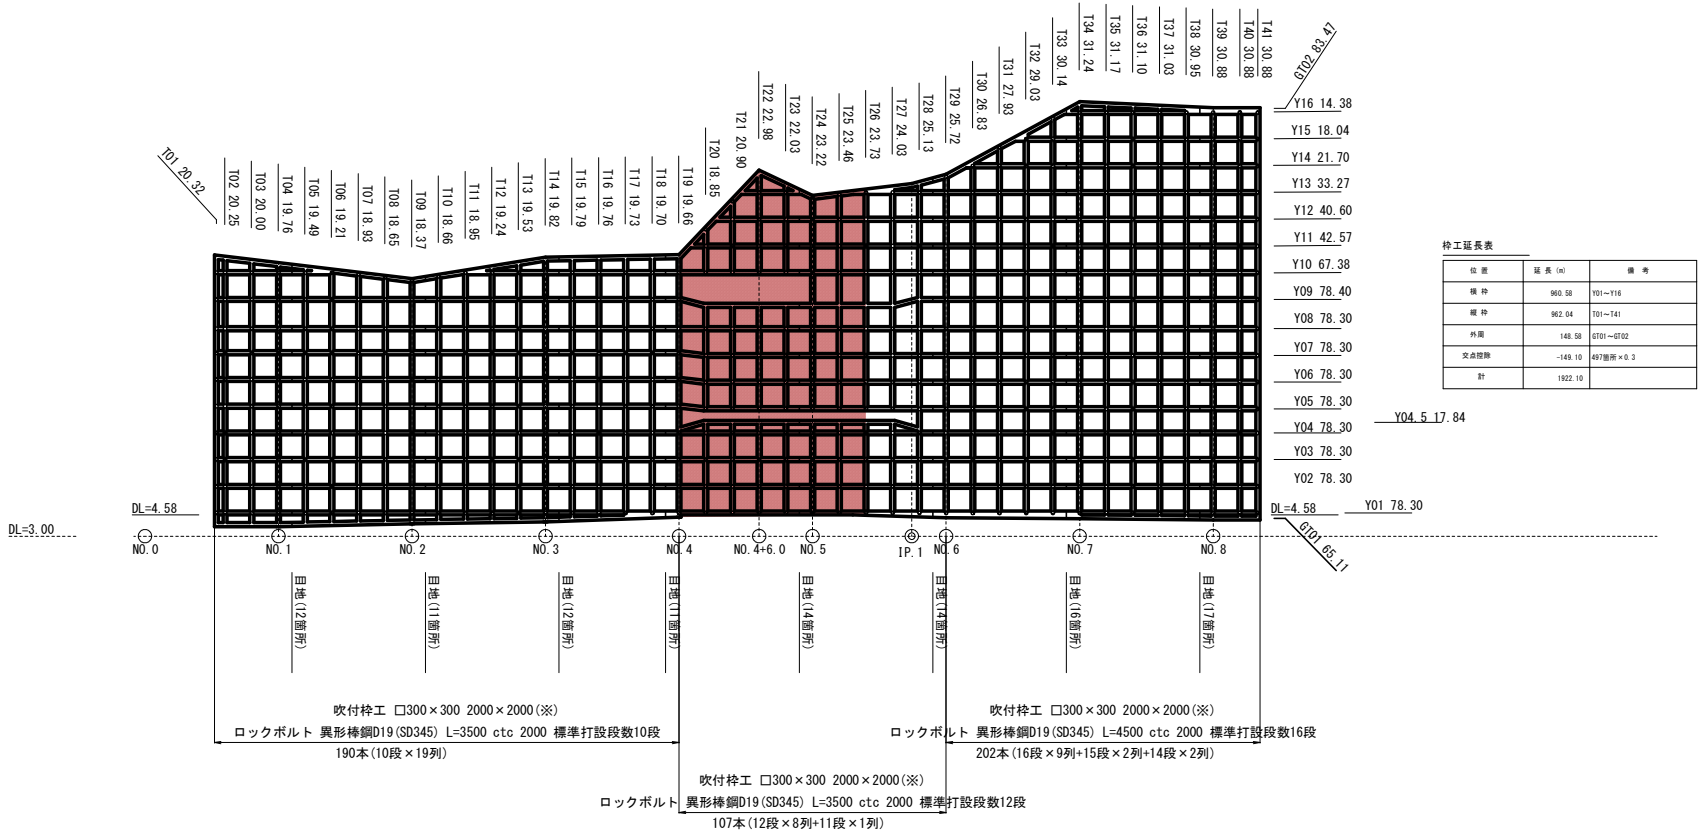 T01 20.32
T02 20.25
T03 20.00
T04 19.76
T05 19.49
T06 19.21
T07 18.93
T08 18.65
T09 18.37
T10 18.66
T11 18.95
T12 19.24
T13 19.53
T14 19.82
T15 19.79
T16 19.76
T17 19.73
T18 19.70
T19 19.66
T20 18.85
T21 20.90
T22 22.98
T23 22.03
T24 23.22
T25 23.46
T26 23.73
T27 24.03
T28 25.13
T29 25.72
T30 26.83
T31 27.93
T32 29.03
T33 30.14
T34 31.24
T35 31.17
T36 31.10
T37 31.03
T38 30.95
T39 30.88
T40 30.88
T41 30.88
GT02 83.47
Y16 14.38
Y15 18.04
Y14 21.70
Y13 33.27
Y12 40.60
Y11 42.57
Y10 67.38
Y09 78.40
Y08 78.30
Y07 78.30
Y06 78.30
Y05 78.30
Y04.5 17.84
Y04 78.30
Y03 78.30
Y02 78.30
Y01 78.30
DL=4.58
GT01 65.11
枠工延長表
位置 延長(m) 備考
横枠 960.58 Y01～Y16
縦枠 962.04 T01～T41
外周 148.58 GT01～GT02
交点控除 -149.10 497箇所×0.3
計 1922.10
DL=4.58
DL=3.00
NO.0 NO.1 NO.2 NO.3 NO.4 NO.4+6.0 NO.5 IP.1 NO.6 NO.7 NO.8
目地(12箇所)
目地(11箇所)
目地(12箇所)
目地(11箇所)
目地(14箇所)
目地(14箇所)
目地(16箇所)
目地(17箇所)
吹付枠工 □300×300 2000×2000(※)
ロックボルト 異形棒鋼D19(SD345) L=3500 ctc 2000 標準打設段数10段
190本(10段×19列)
吹付枠工 □300×300 2000×2000(※)
ロックボルト 異形棒鋼D19(SD345) L=4500 ctc 2000 標準打設段数16段
202本(16段×9列+15段×2列+14段×2列)
吹付枠工 □300×300 2000×2000(※)
ロックボルト 異形棒鋼D19(SD345) L=3500 ctc 2000 標準打設段数12段
107本(12段×8列+11段×1列)